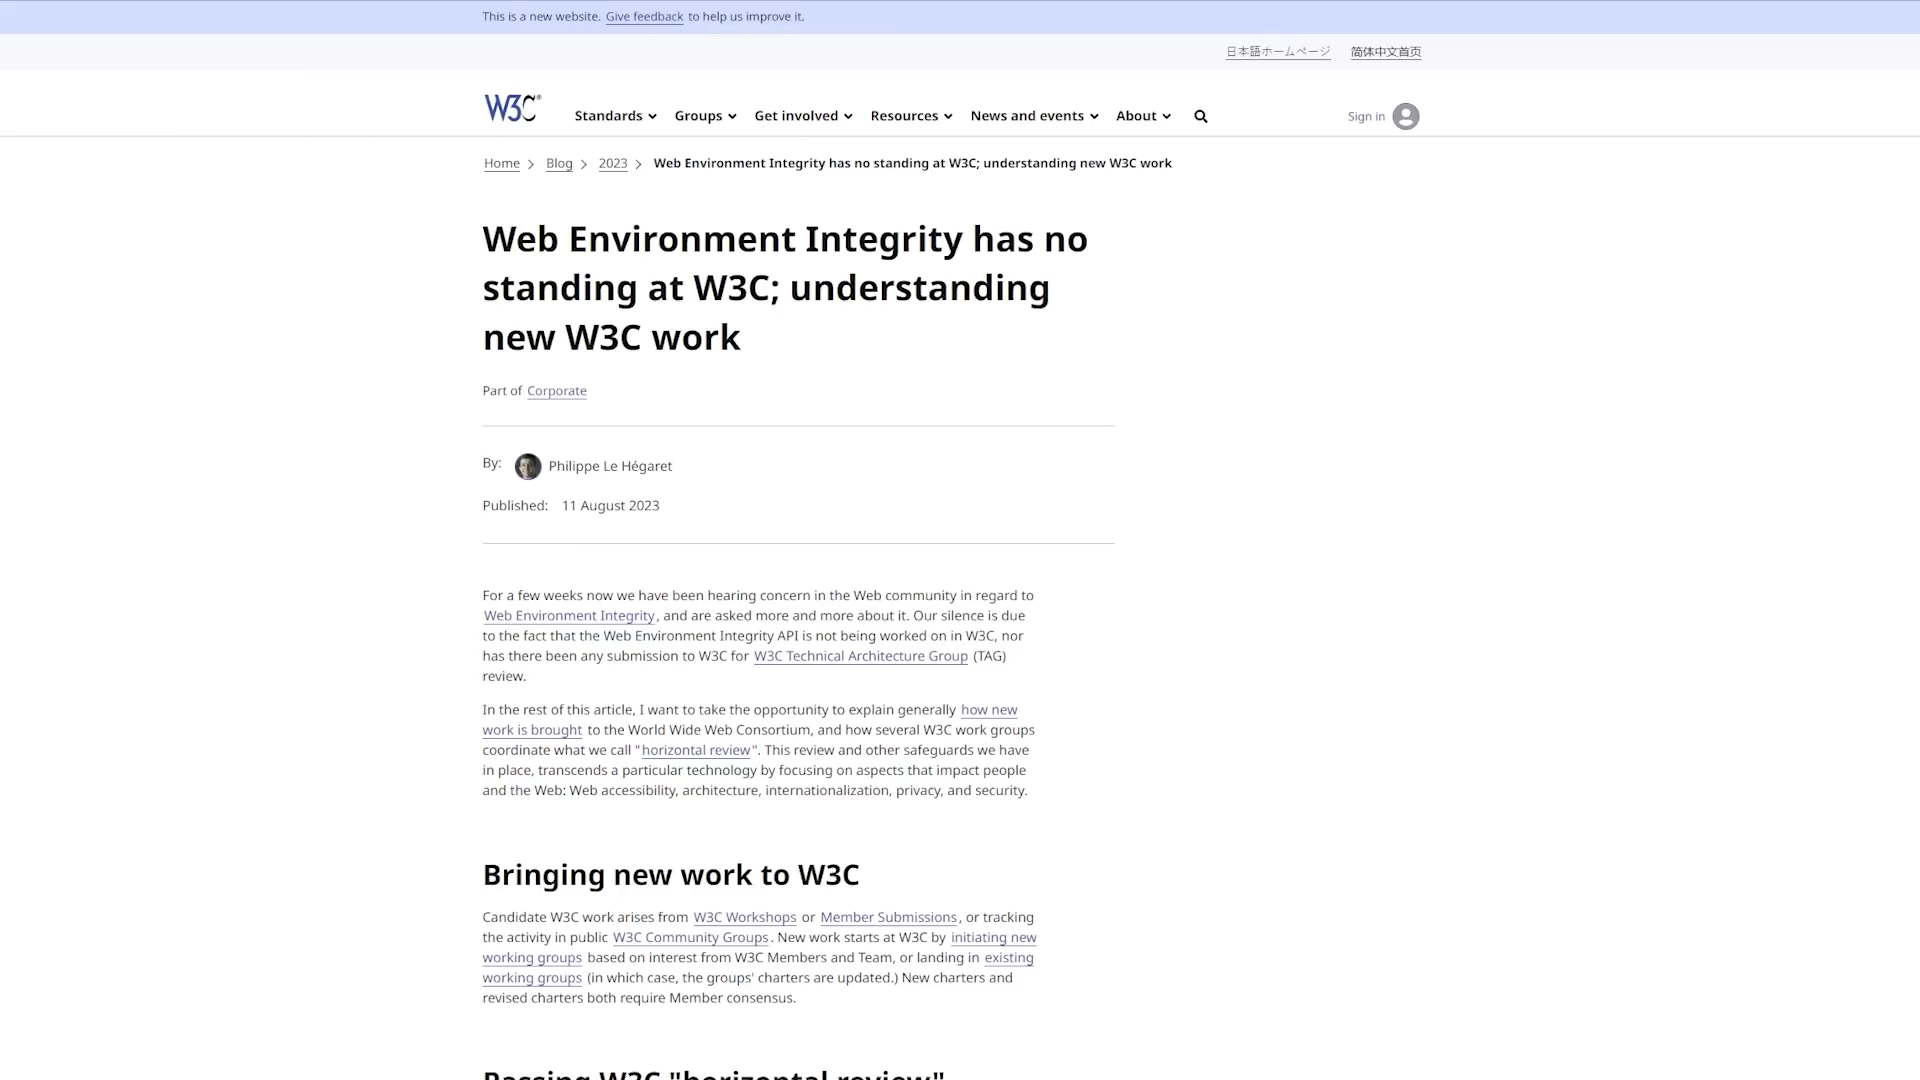 This is a new website. Give feedback to help us improve it.
日本語ホームページ 简体中文首页
W3C®
Standards Groups Get involved Resources News and events About Sign in
Home Blog 2023 Web Environment Integrity has no standing at W3C; understanding new W3C work
Web Environment Integrity has no
standing at W3C; understanding
new W3C work
Part of Corporate
By: Philippe Le Hégaret
Published: 11 August 2023
For a few weeks now we have been hearing concern in the Web community in regard to
Web Environment Integrity, and are asked more and more about it. Our silence is due
to the fact that the Web Environment Integrity API is not being worked on in W3C, nor
has there been any submission to W3C for W3C Technical Architecture Group (TAG)
review.
In the rest of this article, I want to take the opportunity to explain generally how new
work is brought to the World Wide Web Consortium, and how several W3C work groups
coordinate what we call "horizontal review". This review and other safeguards we have
in place, transcends a particular technology by focusing on aspects that impact people
and the Web: Web accessibility, architecture, internationalization, privacy, and security.
Bringing new work to W3C
Candidate W3C work arises from W3C Workshops or Member Submissions, or tracking
the activity in public W3C Community Groups. New work starts at W3C by initiating new
working groups based on interest from W3C Members and Team, or landing in existing
working groups (in which case, the groups' charters are updated.) New charters and
revised charters both require Member consensus.
Passing W3C "horizontal review"